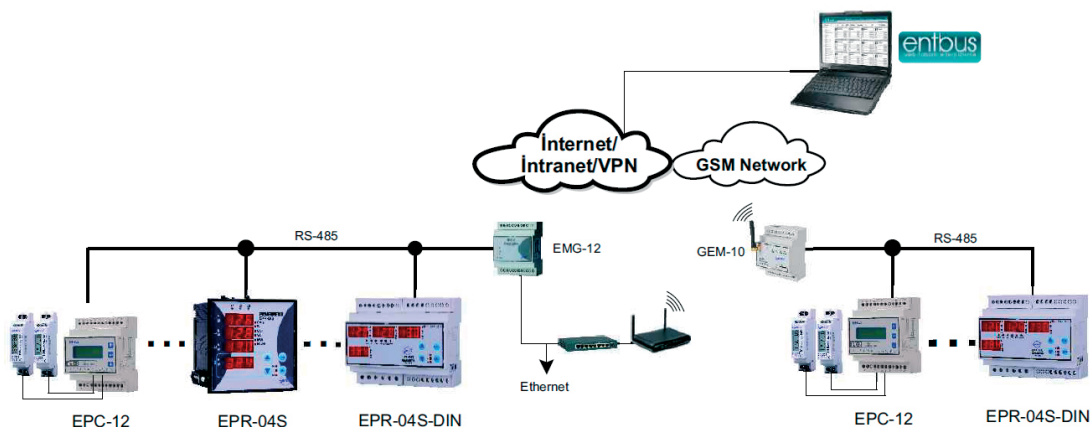 entbus
İnternet/
İntranet/VPN
GSM Network
RS-485
EMG-12
GEM-10
RS-485
Ethernet
EPC-12
EPR-04S
EPR-04S-DIN
EPC-12
EPR-04S-DIN